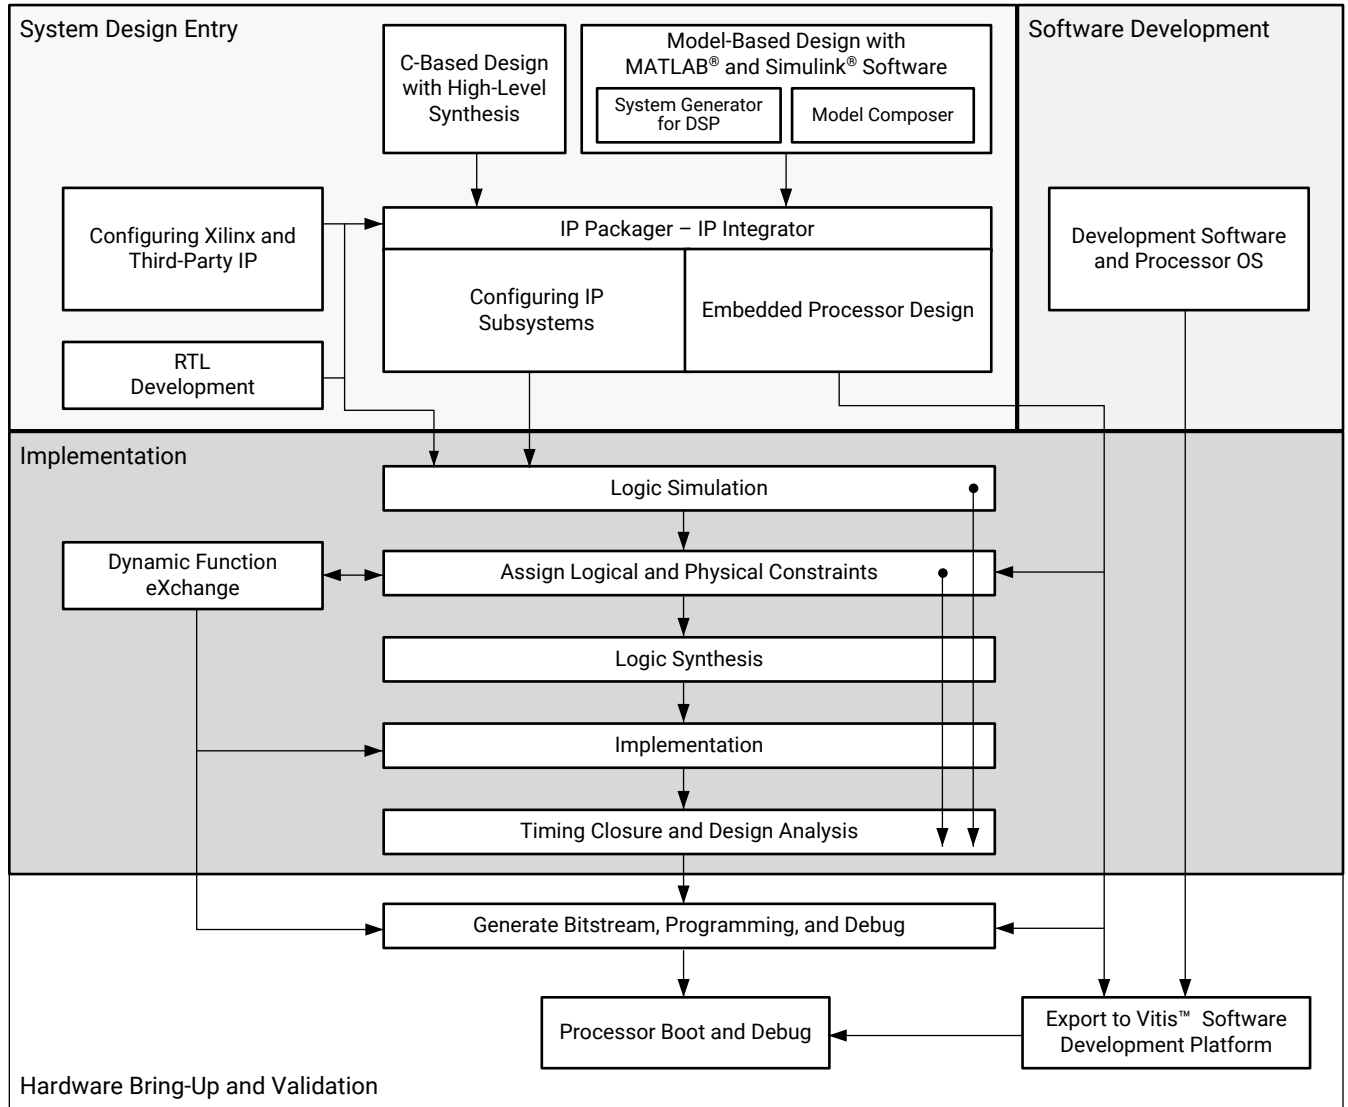 System Design Entry
Software Development
C-Based Design
with High-Level
Synthesis
Model-Based Design with
MATLAB® and Simulink® Software
System Generator
for DSP
Model Composer
Configuring Xilinx and
Third-Party IP
IP Packager – IP Integrator
Development Software
and Processor OS
Configuring IP
Subsystems
Embedded Processor Design
RTL
Development
Implementation
Logic Simulation
Dynamic Function
eXchange
Assign Logical and Physical Constraints
Logic Synthesis
Implementation
Timing Closure and Design Analysis
Generate Bitstream, Programming, and Debug
Processor Boot and Debug
Export to Vitis™ Software
Development Platform
Hardware Bring-Up and Validation